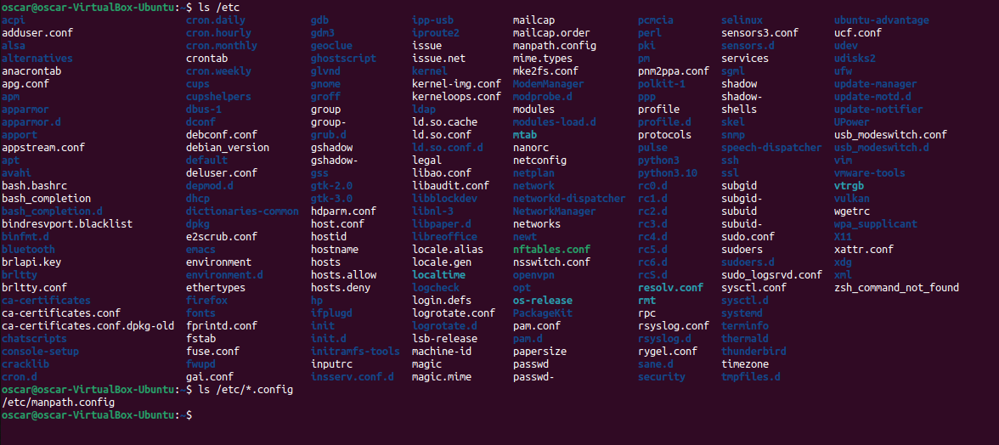 oscar@oscar-VirtualBox-Ubuntu:~$ ls /etc
acpi cron.daily gdb ipp-usb mailcap pcmcia selinux ubuntu-advantage
adduser.conf cron.hourly gdm3 iproute2 mailcap.order perl sensors3.conf ucf.conf
alsa cron.monthly geoclue issue manpath.config pki sensors.d udev
alternatives crontab ghostscript issue.net mime.types pm services udisks2
anacrontab cron.weekly glvnd kernel mke2fs.conf pnm2ppa.conf sgml ufw
apg.conf cups gnome kernel-img.conf ModemManager polkit-1 shadow update-manager
apm cupshelpers groff kerneloops.conf modprobe.d ppp shadow- update-motd.d
apparmor dbus-1 group ldap modules profile shells update-notifier
apparmor.d dconf group- ld.so.cache modules-load.d profile.d skel UPower
apport debconf.conf grub.d ld.so.conf mtab protocols snmp usb_modeswitch.conf
appstream.conf debian_version gshadow ld.so.conf.d nanorc pulse speech-dispatcher usb_modeswitch.d
apt default gshadow- legal netconfig python3 ssh vim
avahi deluser.conf gss libao.conf netplan python3.10 ssl vmware-tools
bash.bashrc depmod.d gtk-2.0 libaudit.conf network rc0.d subgid vtrgb
bash_completion dhcp gtk-3.0 libblockdev networkd-dispatcher rc1.d subgid- vulkan
bash_completion.d dictionaries-common hdparm.conf libnl-3 NetworkManager rc2.d subuid wgetrc
bindresvport.blacklist dpkg host.conf libpaper.d networks rc3.d subuid- wpa_supplicant
binfmt.d e2scrub.conf hostid libreoffice newt rc4.d sudo.conf X11
bluetooth emacs hostname locale.alias nftables.conf rc5.d sudoers xattr.conf
brlapi.key environment hosts locale.gen nsswitch.conf rc6.d sudoers.d xdg
brltty environment.d hosts.allow localtime openvpn rcS.d sudo_logsrvd.conf xml
brltty.conf ethertypes hosts.deny logcheck opt resolv.conf sysctl.conf zsh_command_not_found
ca-certificates firefox hp login.defs os-release rmt sysctl.d
ca-certificates.conf fonts ifplugd logrotate.conf PackageKit rpc systemd
ca-certificates.conf.dpkg-old fprintd.conf init logrotate.d pam.conf rsyslog.conf terminfo
chatscripts fstab init.d lsb-release pam.d rsyslog.d thermald
console-setup fuse.conf initramfs-tools machine-id papersize rygel.conf thunderbird
cracklib fwupd inputrc magic passwd sane.d timezone
cron.d gai.conf insserv.conf.d magic.mime passwd- security tmpfiles.d
oscar@oscar-VirtualBox-Ubuntu:~$ ls /etc/*.config
/etc/manpath.config
oscar@oscar-VirtualBox-Ubuntu:~$